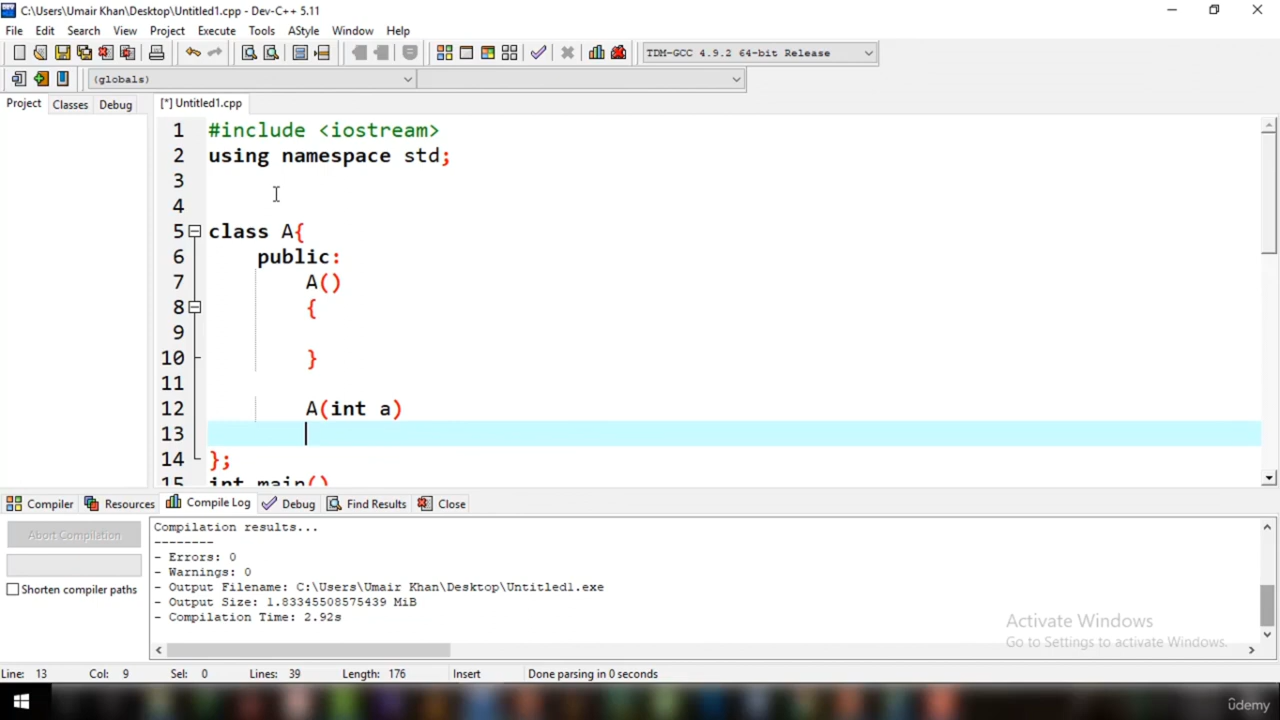 C:\Users\Umair Khan\Desktop\Untitled1.cpp - Dev-C++ 5.11
File Edit Search View Project Execute Tools AStyle Window Help
TDM-GCC 4.9.2 64-bit Release
(globals)
Project Classes Debug [*] Untitled1.cpp
1 #include <iostream>
2 using namespace std;
3
4
5 class A{
6 public:
7 A()
8 {
9
10 }
11
12 A(int a)
13
14 };
15 int main()
Compiler Resources Compile Log Debug Find Results Close
Abort Compilation
Shorten compiler paths
Compilation results...
--------
- Errors: 0
- Warnings: 0
- Output Filename: C:\Users\Umair Khan\Desktop\Untitled1.exe
- Output Size: 1.83345508575439 MiB
- Compilation Time: 2.92s
Activate Windows
Go to Settings to activate Windows.
Line: 13 Col: 9 Sel: 0 Lines: 39 Length: 176 Insert Done parsing in 0 seconds
ûdemy